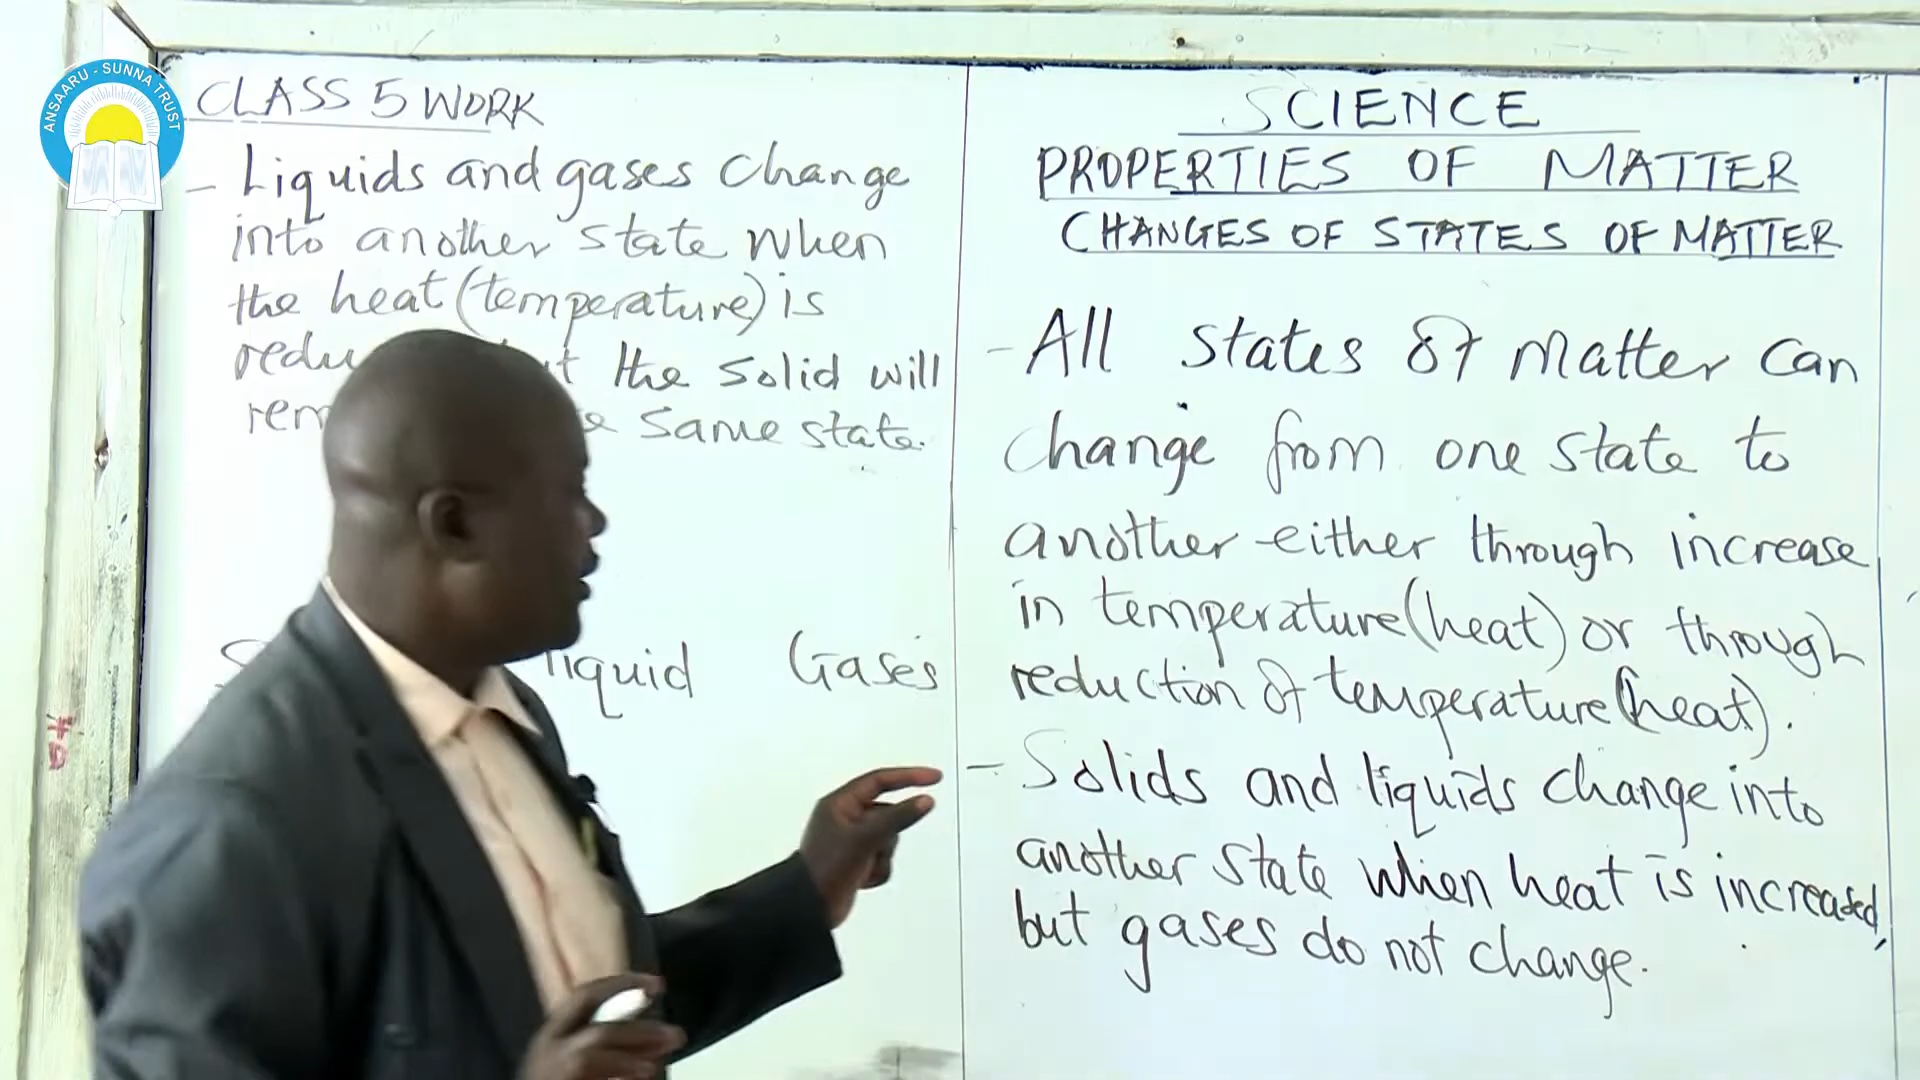 ANSAARU - SUNNA TRUST
CLASS 5 WORK
- Liquids and gases change
into another state when
the heat (temperature) is
the solid will
same state.
liquid Gases
SCIENCE
PROPERTIES OF MATTER
CHANGES OF STATES OF MATTER
- All states of matter can
change from one state to
another either through increase
in temperature (heat) or through
reduction of temperature (heat).
- Solids and liquids change into
another state when heat is increased,
but gases do not change.